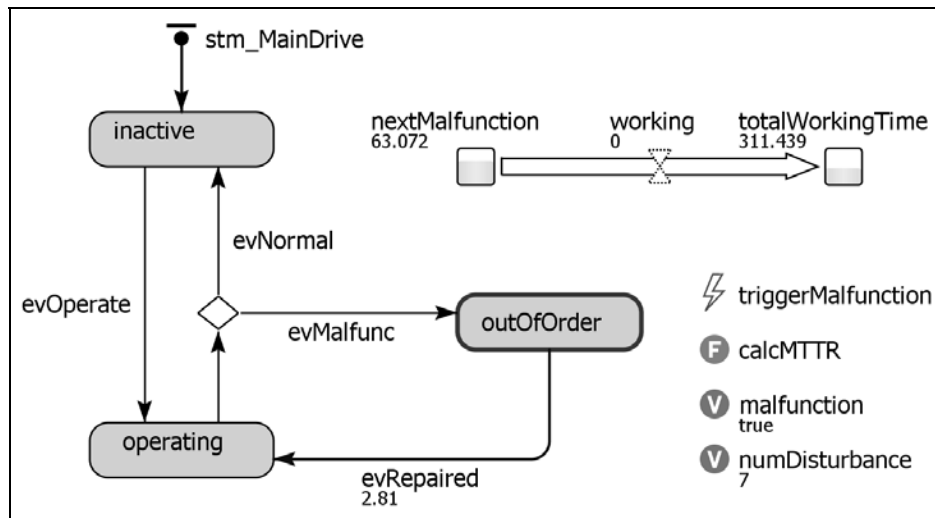 stm_MainDrive
inactive
nextMalfunction
63.072
working
0
totalWorkingTime
311.439
evNormal
evOperate
evMalfunc
outOfOrder
triggerMalfunction
F calcMTTR
V malfunction
true
operating
V numDisturbance
7
evRepaired
2.81